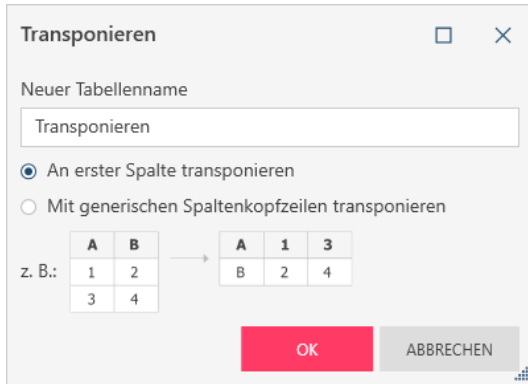 Transponieren
Neuer Tabellenname
Transponieren
An erster Spalte transponieren
Mit generischen Spaltenkopfzeilen transponieren
A B A 1 3
z. B.: 1 2 B 2 4
3 4
OK ABBRECHEN